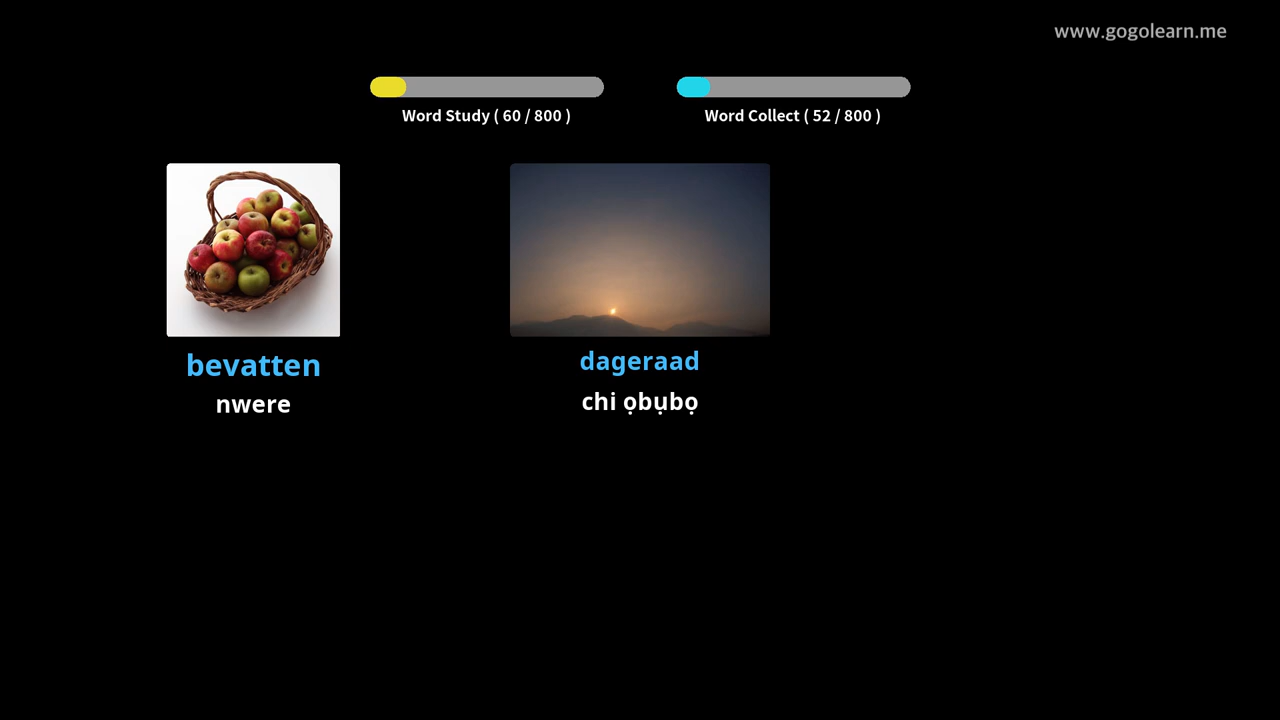 www.gogolearn.me
Word Study ( 60 / 800 )
Word Collect ( 52 / 800 )
bevatten
nwere
dageraad
chi ọbụbọ